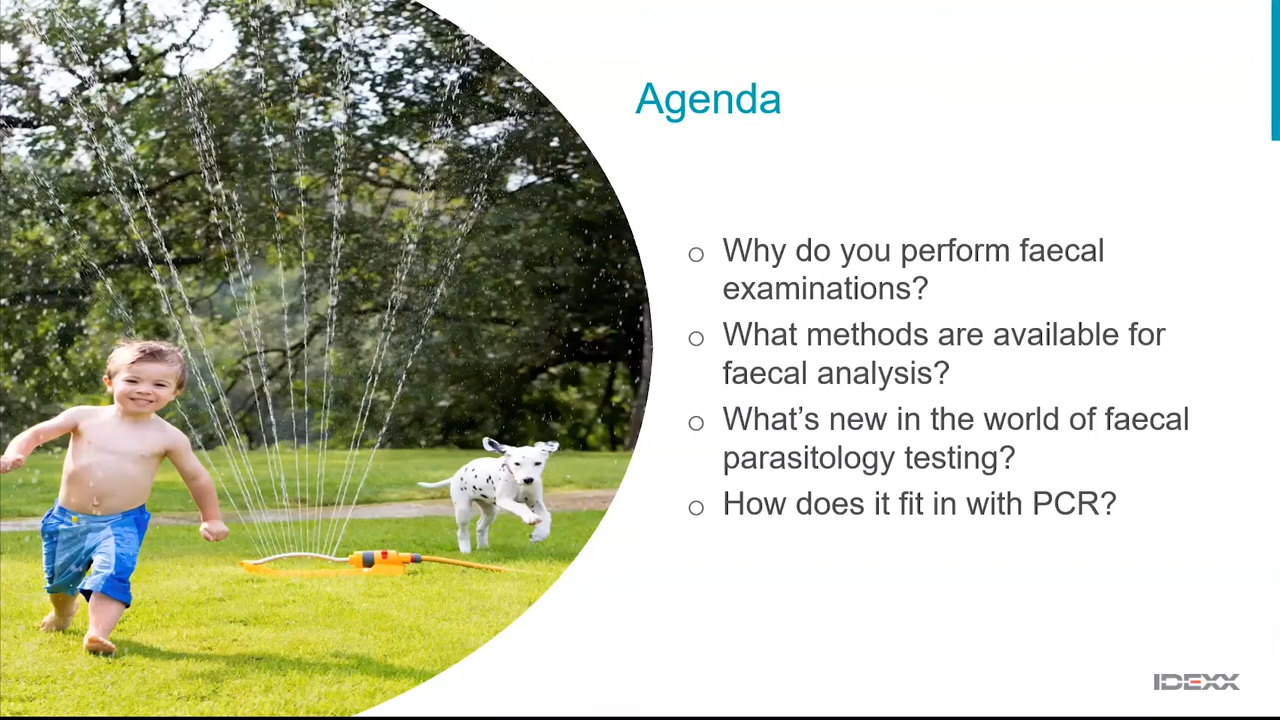 Agenda
o Why do you perform faecal
examinations?
o What methods are available for
faecal analysis?
o What’s new in the world of faecal
parasitology testing?
o How does it fit in with PCR?
IDEXX